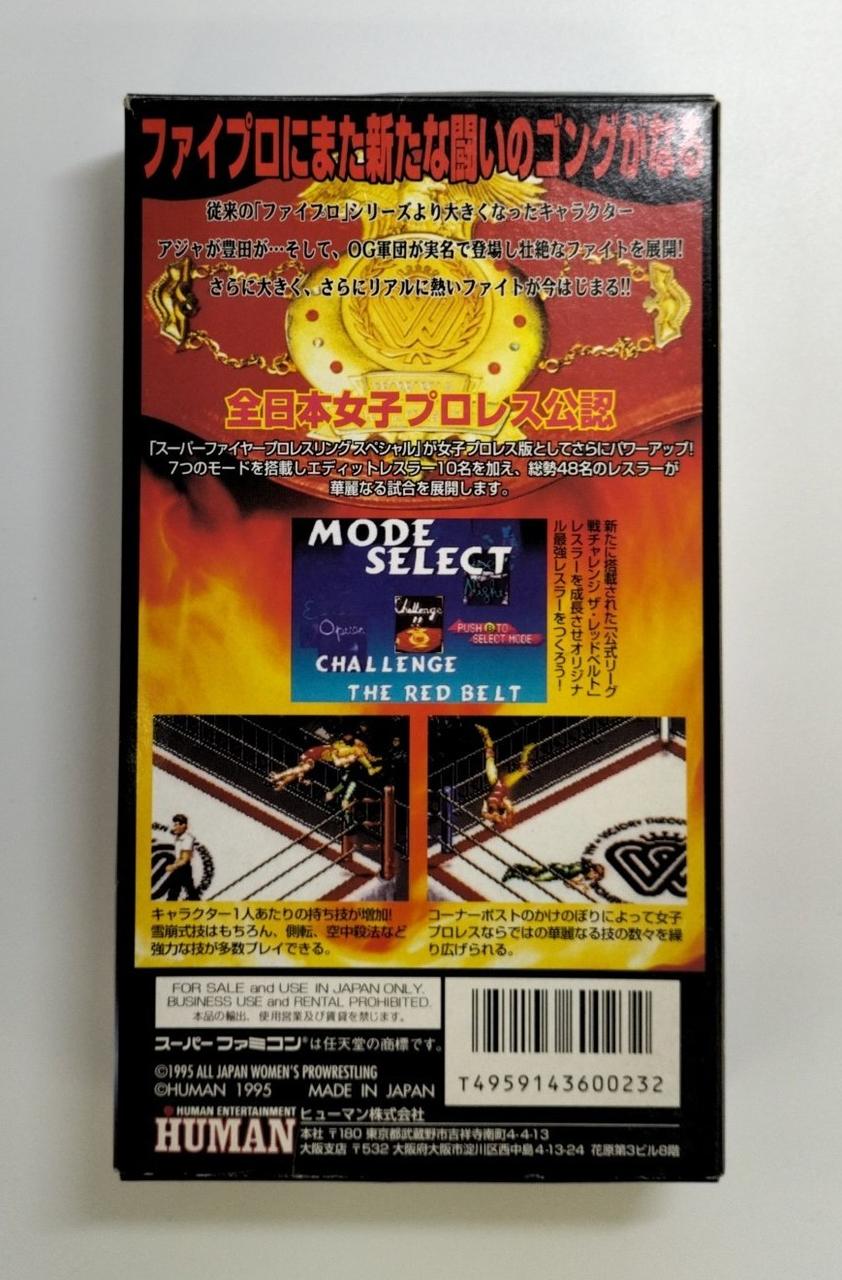 ファイプロにまた新たな闘いのゴングがなる
従来の「ファイプロ」シリーズより大きくなったキャラクター
アジャが豊田が…そして、OG軍団が実名で登場し壮絶なファイトを展開!
さらに大きく、さらにリアルに熱いファイトが今はじまる!!
全日本女子プロレス公認
「スーパーファイヤープロレスリング スペシャル」が女子プロレス版としてさらにパワーアップ!
7つのモードを搭載しエディットレスラー10名を加え、総勢48名のレスラーが
華麗なる試合を展開します。
MODE
SELECT
Challenge
Open
PUSH B TO
SELECT MODE
CHALLENGE
THE RED BELT
新たに搭載された「公式リーグ
戦チャレンジ ザ・レッドベルト」
レスラーを成長させオリジナ
ル最強レスラーをつくろう!
キャラクター1人あたりの持ち技が増加!
雪崩式技はもちろん、側転、空中殺法など
強力な技が多数プレイできる。
コーナーポストのかけのぼりによって女子
プロレスならではの華麗なる技の数々を繰
り広げられる。
FOR SALE and USE IN JAPAN ONLY.
BUSINESS USE and RENTAL PROHIBITED.
本品の輸出、使用営業及び賃貸を禁じます。
スーパーファミコン®は任天堂の商標です。
©1995 ALL JAPAN WOMEN'S PROWRESTLING
©HUMAN 1995 MADE IN JAPAN
T4959143600232
HUMAN ENTERTAINMENT
HUMAN
ヒューマン株式会社
本社 〒180 東京都武蔵野市吉祥寺南町4-4-13
大阪支店 〒532 大阪府大阪市淀川区西中島4-13-24 花原第3ビル8階